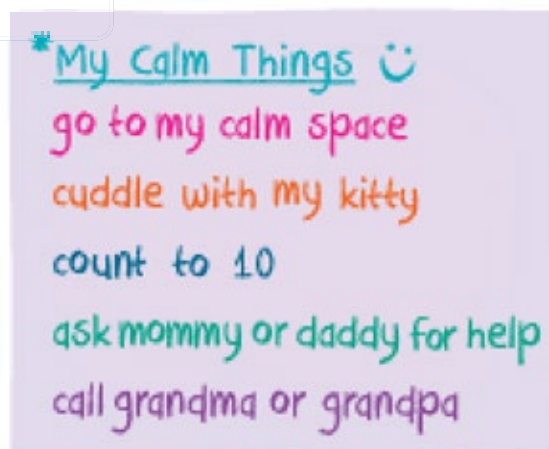 *My Calm Things
go to my calm space
cuddle with my kitty
count to 10
ask mommy or daddy for help
call grandma or grandpa